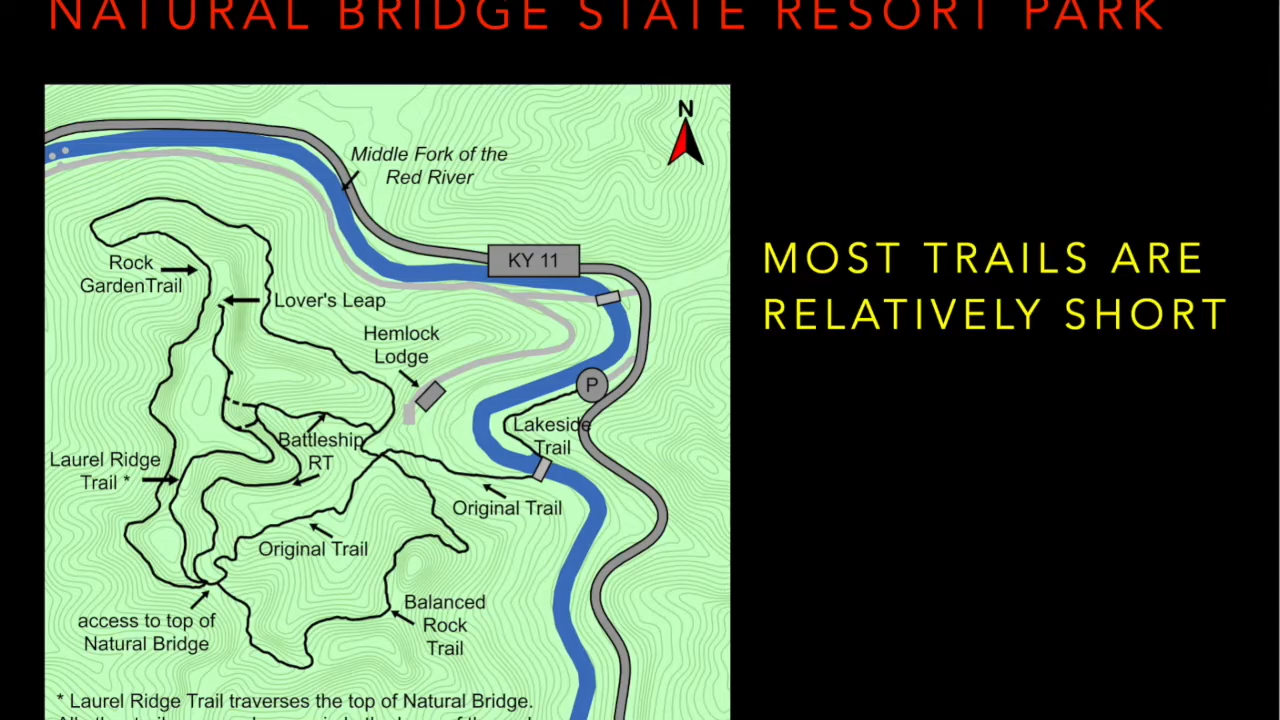 NATURAL BRIDGE STATE RESORT PARK
N
Middle Fork of the
Red River
KY 11
Rock
GardenTrail
Lover's Leap
Hemlock
Lodge
P
Lakeside
Trail
Battleship
RT
Laurel Ridge
Trail *
Original Trail
Original Trail
Balanced
Rock
Trail
access to top of
Natural Bridge
* Laurel Ridge Trail traverses the top of Natural Bridge.
MOST TRAILS ARE
RELATIVELY SHORT